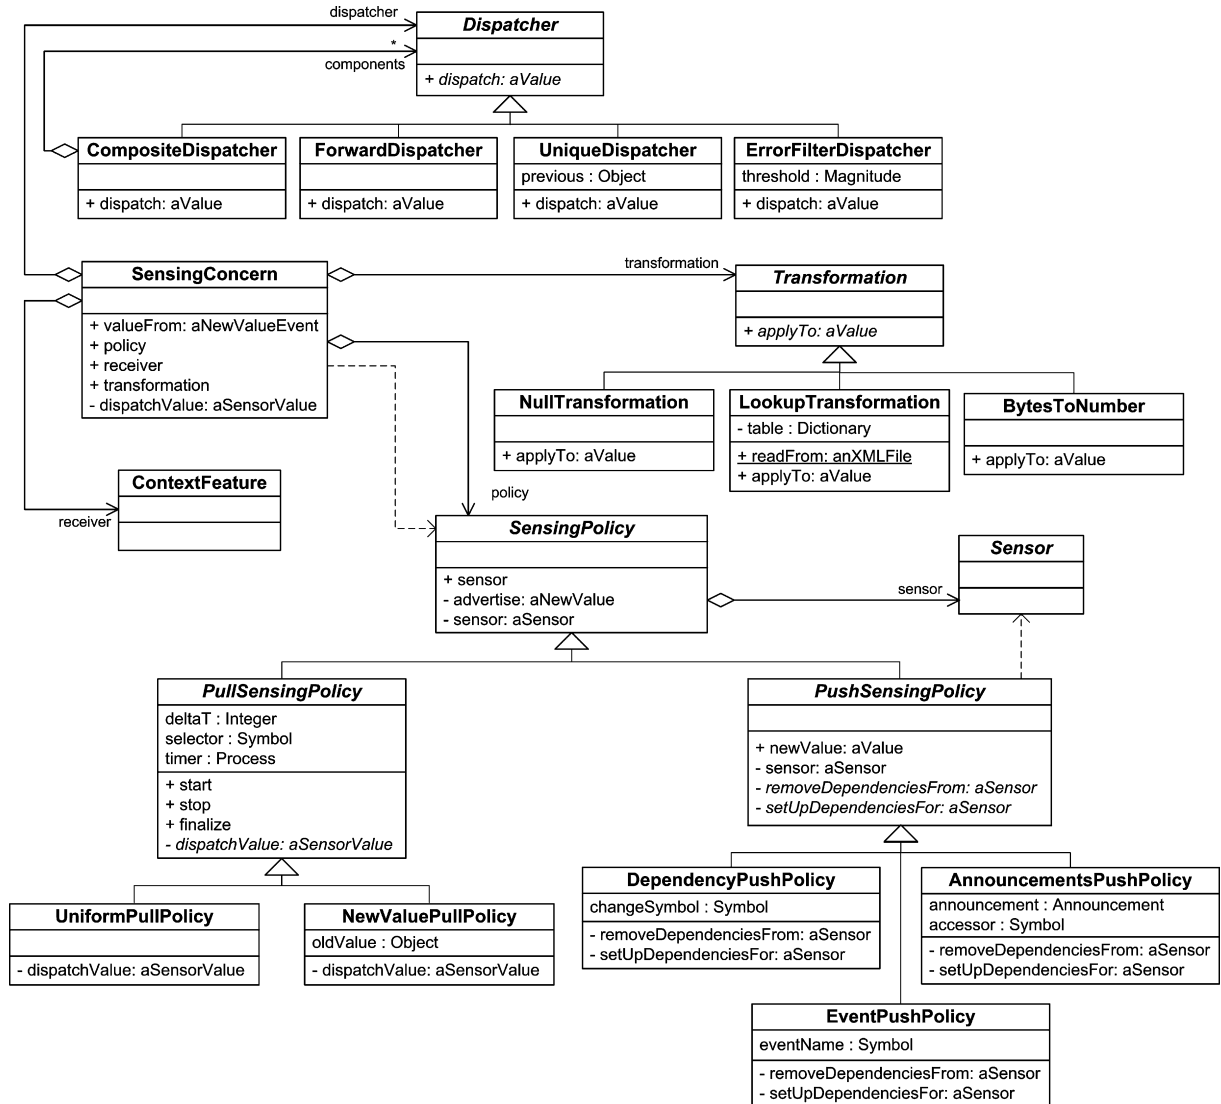 dispatcher
Dispatcher
*
components
+ dispatch: aValue
CompositeDispatcher
+ dispatch: aValue
ForwardDispatcher
+ dispatch: aValue
UniqueDispatcher
previous : Object
+ dispatch: aValue
ErrorFilterDispatcher
threshold : Magnitude
+ dispatch: aValue
SensingConcern
+ valueFrom: aNewValueEvent
+ policy
+ receiver
+ transformation
- dispatchValue: aSensorValue
transformation
Transformation
+ applyTo: aValue
NullTransformation
+ applyTo: aValue
LookupTransformation
- table : Dictionary
+ readFrom: anXMLFile
+ applyTo: aValue
BytesToNumber
+ applyTo: aValue
ContextFeature
receiver
policy
SensingPolicy
+ sensor
- advertise: aNewValue
- sensor: aSensor
sensor
Sensor
PullSensingPolicy
deltaT : Integer
selector : Symbol
timer : Process
+ start
+ stop
+ finalize
- dispatchValue: aSensorValue
PushSensingPolicy
+ newValue: aValue
- sensor: aSensor
- removeDependenciesFrom: aSensor
- setUpDependenciesFor: aSensor
UniformPullPolicy
- dispatchValue: aSensorValue
NewValuePullPolicy
oldValue : Object
- dispatchValue: aSensorValue
DependencyPushPolicy
changeSymbol : Symbol
- removeDependenciesFrom: aSensor
- setUpDependenciesFor: aSensor
AnnouncementsPushPolicy
announcement : Announcement
accessor : Symbol
- removeDependenciesFrom: aSensor
- setUpDependenciesFor: aSensor
EventPushPolicy
eventName : Symbol
- removeDependenciesFrom: aSensor
- setUpDependenciesFor: aSensor